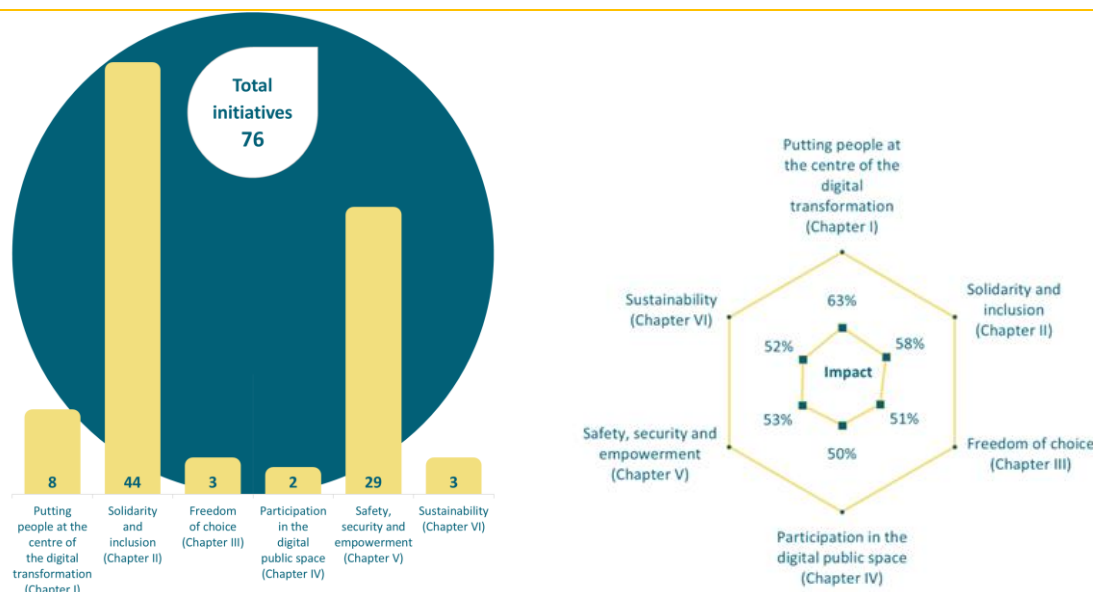 Total
initiatives
76
8
44
3
2
29
3
Putting
people at the
centre of
the digital
transformation
(Chapter I)
Solidarity
and
inclusion
(Chapter II)
Freedom
of choice
(Chapter III)
Participation
in the
digital
public space
(Chapter IV)
Safety,
security and
empowerment
(Chapter V)
Sustainability
(Chapter VI)
Putting people at
the centre of the
digital
transformation
(Chapter I)
Solidarity and
inclusion
(Chapter II)
Freedom of choice
(Chapter III)
Participation in the
digital public space
(Chapter IV)
Safety, security and
empowerment
(Chapter V)
Sustainability
(Chapter VI)
63%
58%
51%
50%
53%
52%
Impact